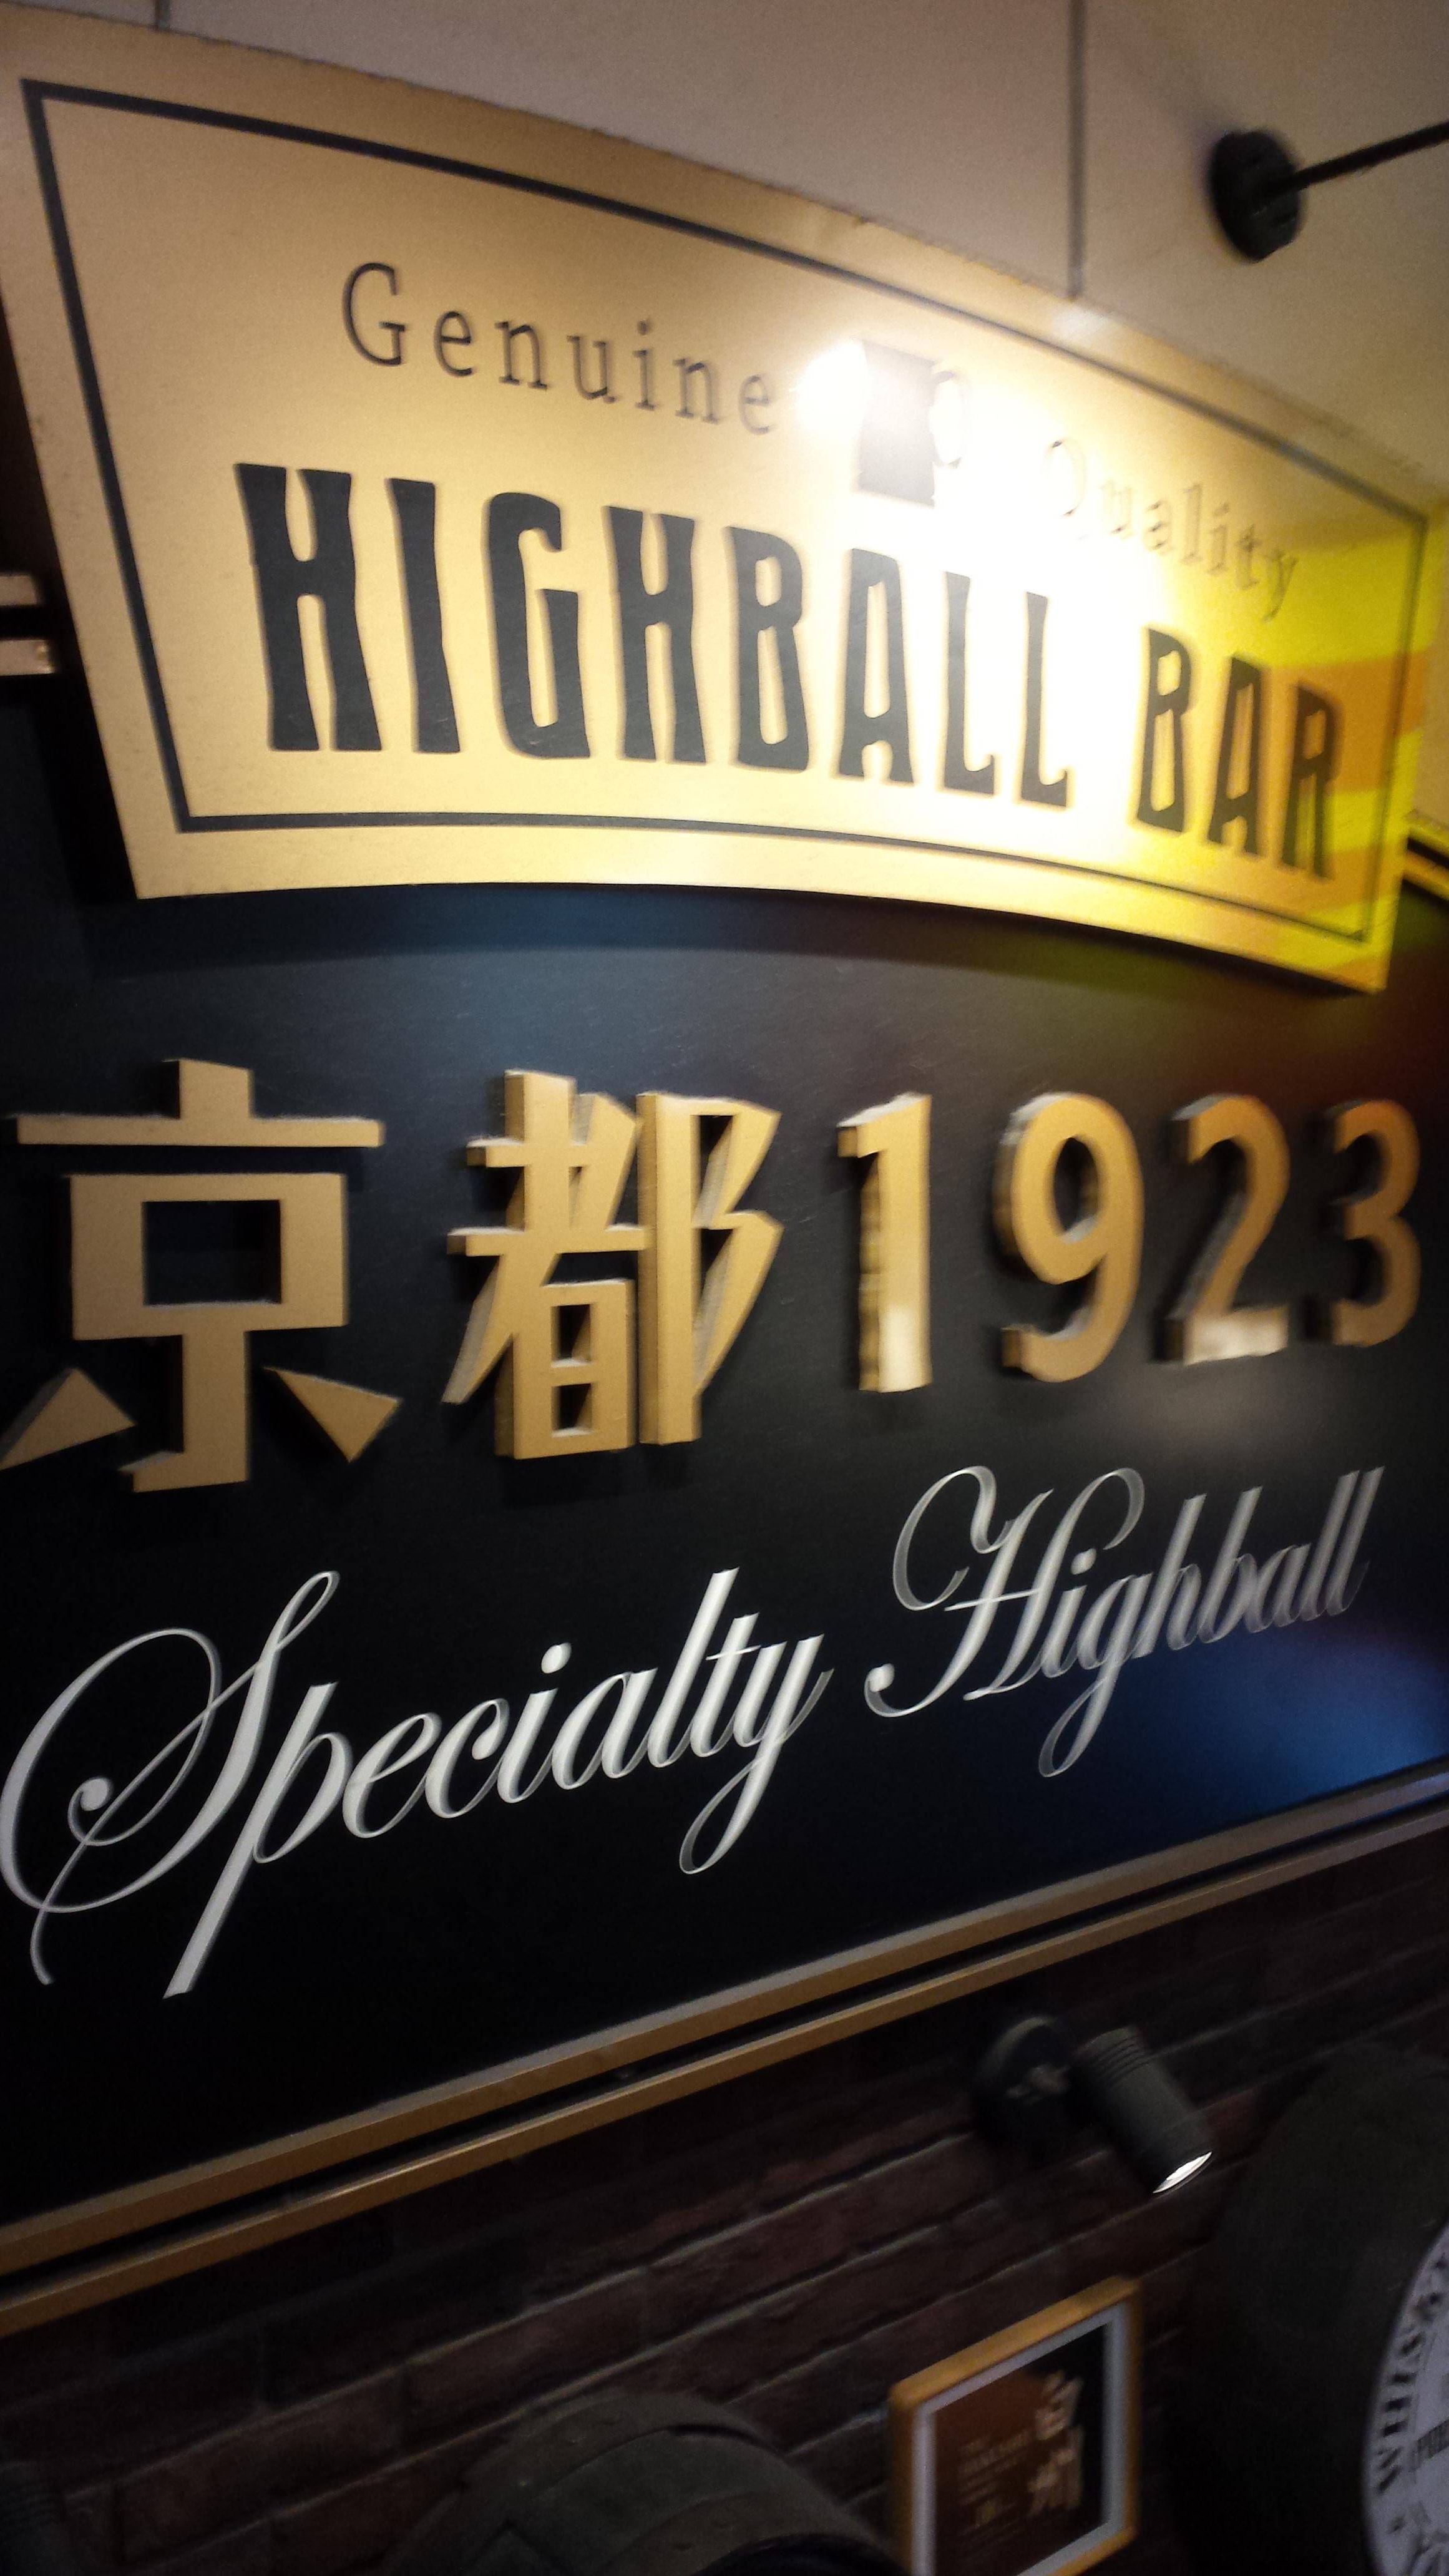 Genuine Quality
HIGHBALL BAR
京都1923
Specialty Highball